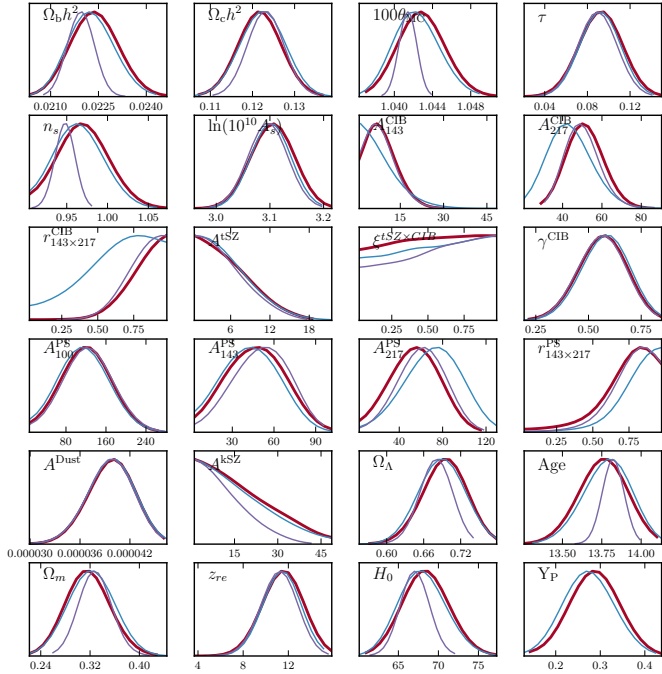 Ω_b h² Ω_c h² 100θ_MC τ
0.0210 0.0225 0.0240 0.11 0.12 0.13 1.040 1.044 1.048 0.04 0.08 0.12
n_s ln(10¹⁰ A_s) A^CIB_143 A^CIB_217
0.95 1.00 1.05 3.0 3.1 3.2 15 30 45 40 60 80
r^CIB_143×217 A^tSZ ξ^tSZ×CIB γ^CIB
0.25 0.50 0.75 6 12 18 0.25 0.50 0.75 0.25 0.50 0.75
A^PS_100 A^PS_143 A^PS_217 r^PS_143×217
80 160 240 30 60 90 40 80 120 0.25 0.50 0.75
A^Dust A^kSZ Ω_Λ Age
0.000030 0.000036 0.000042 15 30 45 0.60 0.66 0.72 13.50 13.75 14.00
Ω_m z_re H_0 Y_P
0.24 0.32 0.40 4 8 12 65 70 75 0.2 0.3 0.4